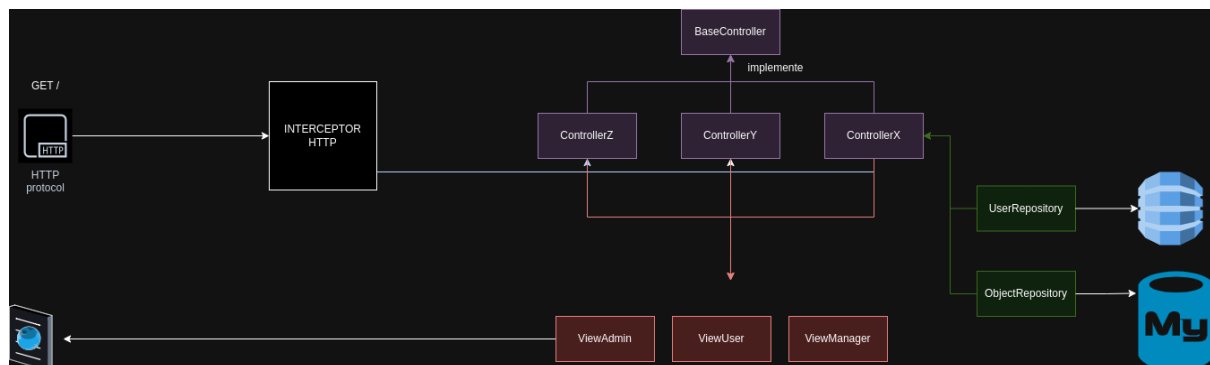 BaseController
implemente
GET /
HTTP
HTTP
protocol
INTERCEPTOR
HTTP
ControllerZ
ControllerY
ControllerX
UserRepository
ObjectRepository
My
ViewAdmin
ViewUser
ViewManager